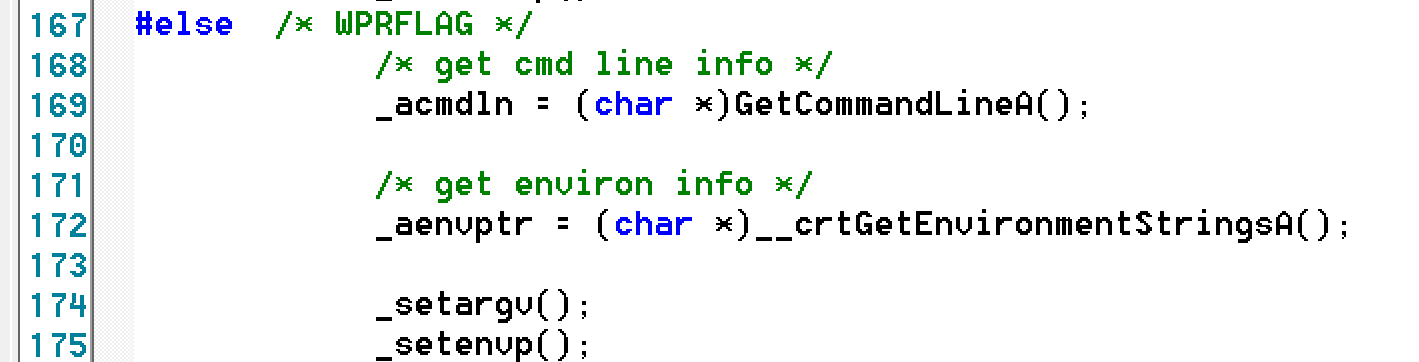 167 #else /* WPRFLAG */
168 /* get cmd line info */
169 _acmdln = (char *)GetCommandLineA();
170
171 /* get environ info */
172 _aenvptr = (char *)__crtGetEnvironmentStringsA();
173
174 _setargv();
175 _setenvp();